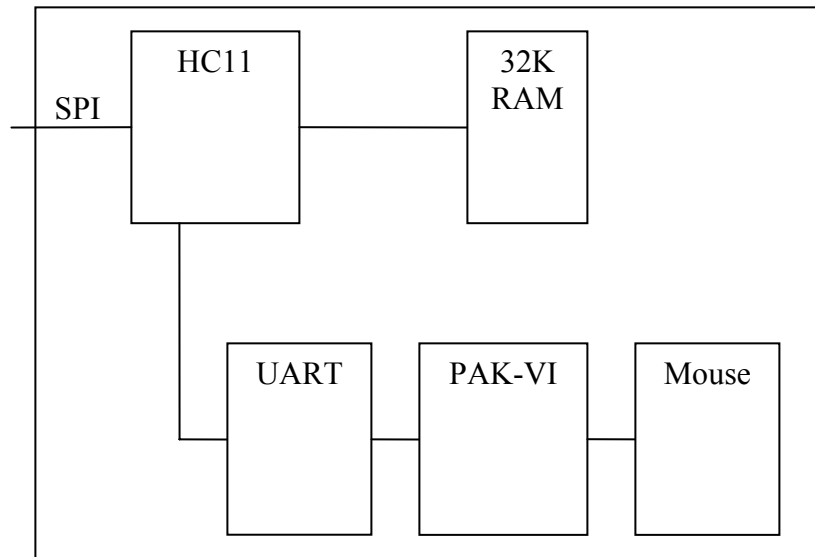 HC11
32K
RAM
SPI
UART
PAK-VI
Mouse